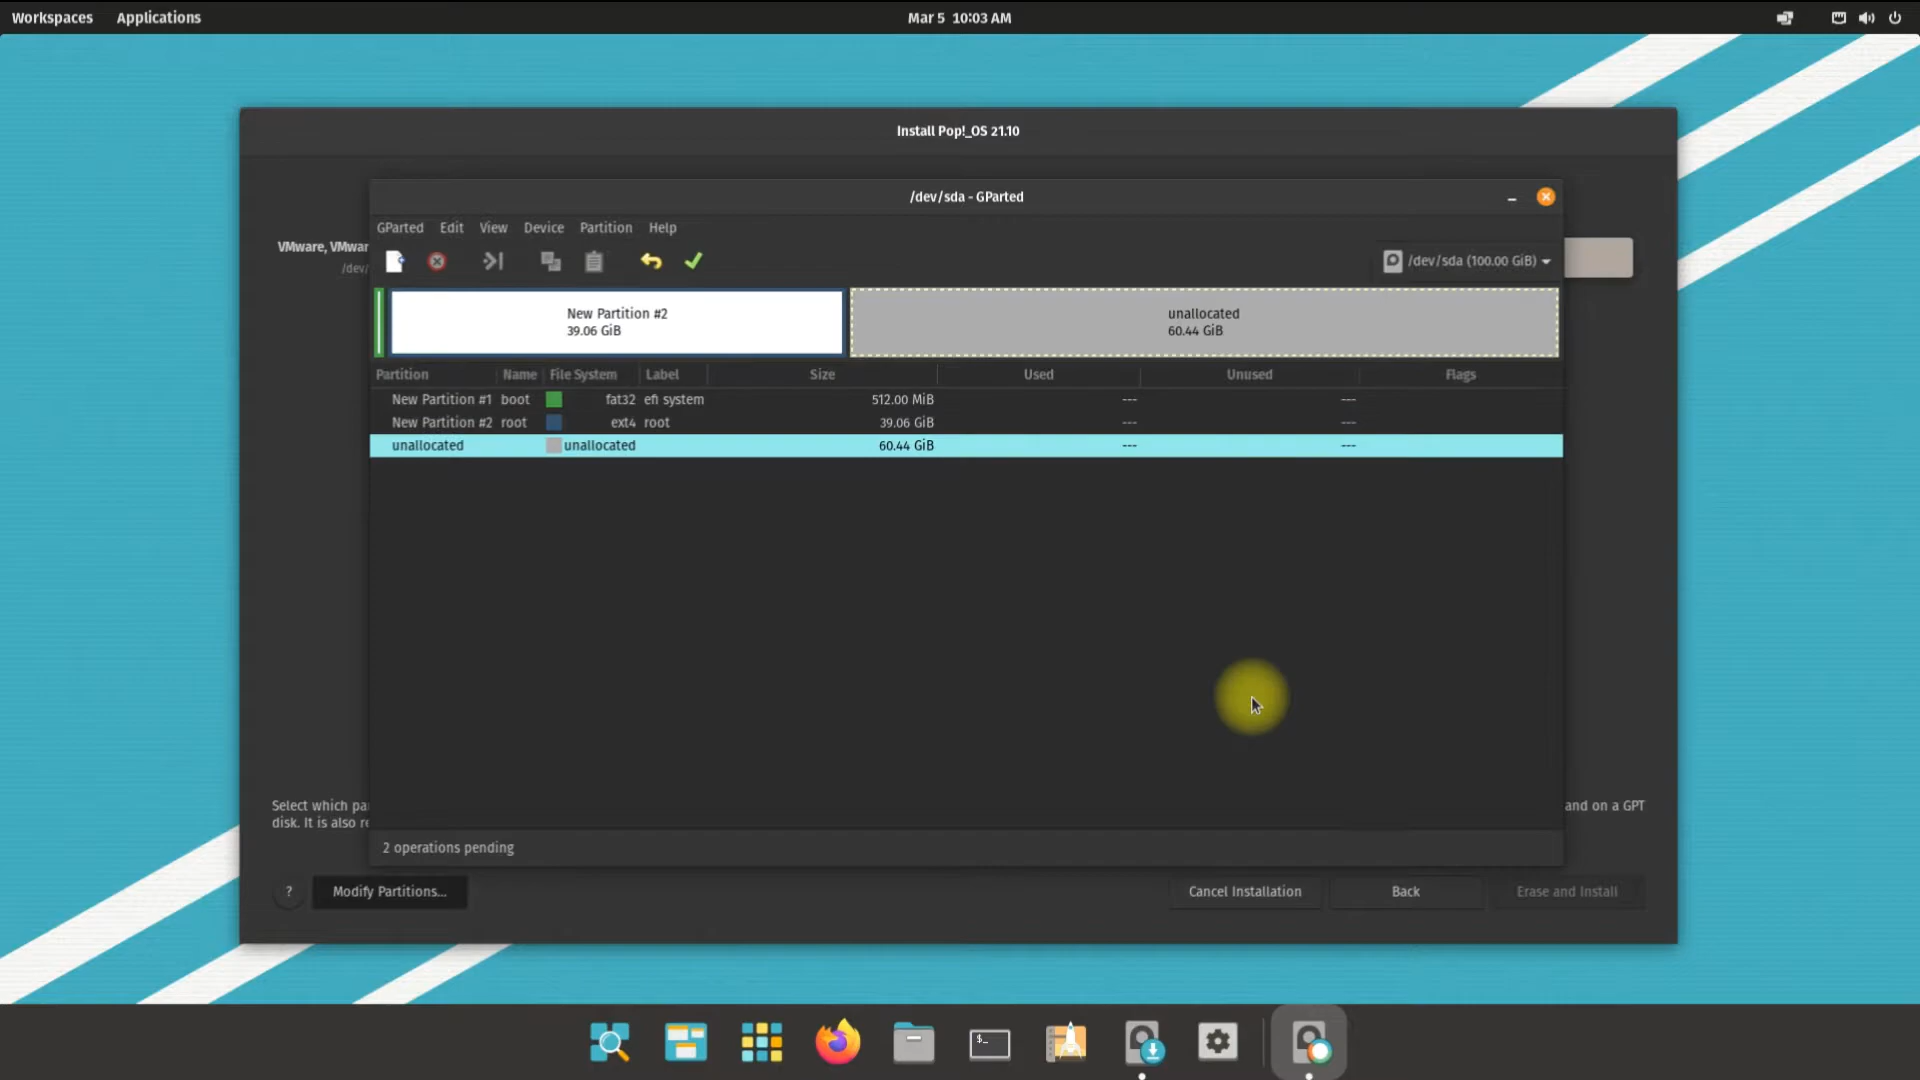 Workspaces Applications Mar 5 10:03 AM
Install Pop!_OS 21.10
/dev/sda - GParted
GParted Edit View Device Partition Help
VMware, VMwar
/dev/
/dev/sda (100.00 GiB)
New Partition #2
39.06 GiB
unallocated
60.44 GiB
Partition Name File System Label Size Used Unused Flags
New Partition #1 boot fat32 efi system 512.00 MiB --- ---
New Partition #2 root ext4 root 39.06 GiB --- ---
unallocated unallocated 60.44 GiB --- ---
Select which pa and on a GPT
disk. It is also re
2 operations pending
? Modify Partitions... Cancel Installation Back Erase and Install
$_